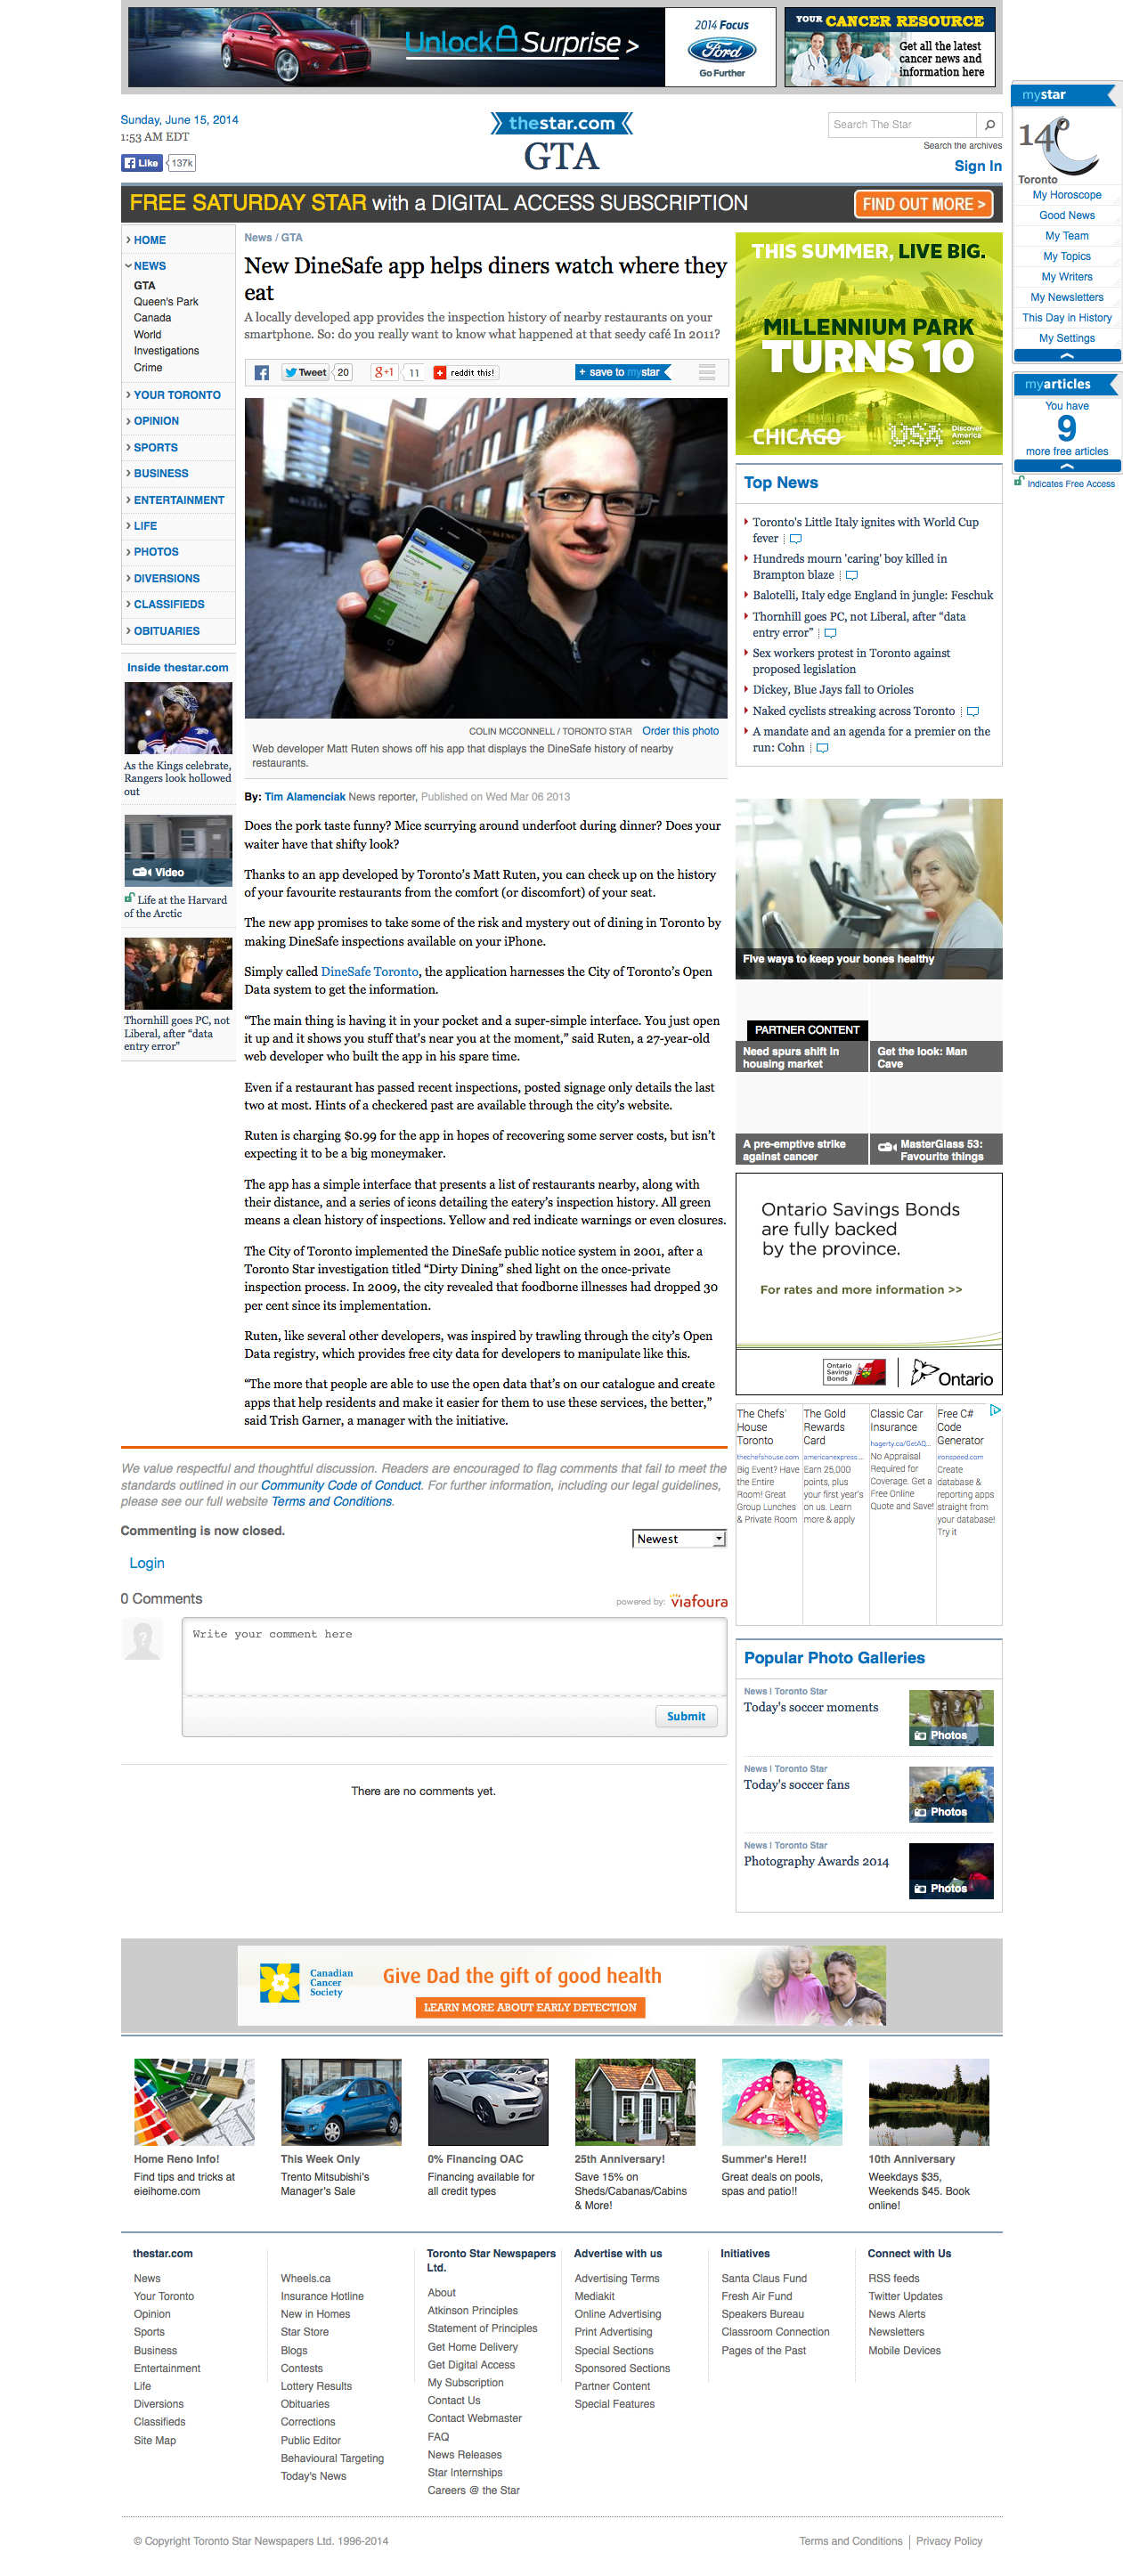 Unlock Surprise >
2014 Focus
Ford
Go Further
YOUR CANCER RESOURCE
Get all the latest
cancer news and
information here
Sunday, June 15, 2014
1:53 AM EDT
Like
137k
thestar.com
GTA
Search The Star
Search the archives
Sign In
FREE SATURDAY STAR with a DIGITAL ACCESS SUBSCRIPTION
FIND OUT MORE >
mystar
14°
Toronto
My Horoscope
Good News
My Team
My Topics
My Writers
My Newsletters
This Day in History
My Settings
myarticles
You have
9
more free articles
Indicates Free Access
HOME
NEWS
GTA
Queen's Park
Canada
World
Investigations
Crime
YOUR TORONTO
OPINION
SPORTS
BUSINESS
ENTERTAINMENT
LIFE
PHOTOS
DIVERSIONS
CLASSIFIEDS
OBITUARIES
Inside thestar.com
As the Kings celebrate,
Rangers look hollowed
out
Video
Life at the Harvard
of the Arctic
Thornhill goes PC, not
Liberal, after “data
entry error”
News / GTA
New DineSafe app helps diners watch where they
eat
A locally developed app provides the inspection history of nearby restaurants on your
smartphone. So: do you really want to know what happened at that seedy café In 2011?
Tweet
20
g+1
11
reddit this!
+ save to mystar
COLIN MCCONNELL / TORONTO STAR Order this photo
Web developer Matt Ruten shows off his app that displays the DineSafe history of nearby
restaurants.
By: Tim Alamenciak News reporter, Published on Wed Mar 06 2013
Does the pork taste funny? Mice scurrying around underfoot during dinner? Does your
waiter have that shifty look?
Thanks to an app developed by Toronto's Matt Ruten, you can check up on the history
of your favourite restaurants from the comfort (or discomfort) of your seat.
The new app promises to take some of the risk and mystery out of dining in Toronto by
making DineSafe inspections available on your iPhone.
Simply called DineSafe Toronto, the application harnesses the City of Toronto's Open
Data system to get the information.
“The main thing is having it in your pocket and a super-simple interface. You just open
it up and it shows you stuff that's near you at the moment,” said Ruten, a 27-year-old
web developer who built the app in his spare time.
Even if a restaurant has passed recent inspections, posted signage only details the last
two at most. Hints of a checkered past are available through the city's website.
Ruten is charging $0.99 for the app in hopes of recovering some server costs, but isn't
expecting it to be a big moneymaker.
The app has a simple interface that presents a list of restaurants nearby, along with
their distance, and a series of icons detailing the eatery's inspection history. All green
means a clean history of inspections. Yellow and red indicate warnings or even closures.
The City of Toronto implemented the DineSafe public notice system in 2001, after a
Toronto Star investigation titled “Dirty Dining” shed light on the once-private
inspection process. In 2009, the city revealed that foodborne illnesses had dropped 30
per cent since its implementation.
Ruten, like several other developers, was inspired by trawling through the city's Open
Data registry, which provides free city data for developers to manipulate like this.
“The more that people are able to use the open data that's on our catalogue and create
apps that help residents and make it easier for them to use these services, the better,”
said Trish Garner, a manager with the initiative.
We value respectful and thoughtful discussion. Readers are encouraged to flag comments that fail to meet the
standards outlined in our Community Code of Conduct. For further information, including our legal guidelines,
please see our full website Terms and Conditions.
Commenting is now closed.
Newest
Login
0 Comments
powered by: viafoura
Write your comment here
Submit
There are no comments yet.
THIS SUMMER, LIVE BIG.
MILLENNIUM PARK
TURNS 10
CHICAGO
USA
Discover
America
.com
Top News
Toronto's Little Italy ignites with World Cup
fever
Hundreds mourn 'caring' boy killed in
Brampton blaze
Balotelli, Italy edge England in jungle: Feschuk
Thornhill goes PC, not Liberal, after “data
entry error”
Sex workers protest in Toronto against
proposed legislation
Dickey, Blue Jays fall to Orioles
Naked cyclists streaking across Toronto
A mandate and an agenda for a premier on the
run: Cohn
Five ways to keep your bones healthy
PARTNER CONTENT
Need spurs shift in
housing market
Get the look: Man
Cave
A pre-emptive strike
against cancer
MasterGlass 53:
Favourite things
Ontario Savings Bonds
are fully backed
by the province.
For rates and more information >>
Ontario
Savings
Bonds
Ontario
The Chefs'
House
Toronto
thechefshouse.com
Big Event? Have
the Entire
Room! Great
Group Lunches
& Private Room
The Gold
Rewards
Card
americanexpress....
Earn 25,000
points, plus
your first year's
on us. Learn
more & apply
Classic Car
Insurance
hagerty.ca/GetAQ...
No Appraisal
Required for
Coverage. Get a
Free Online
Quote and Save!
Free C#
Code
Generator
ironspeed.com
Create
database &
reporting apps
straight from
your database!
Try it
Popular Photo Galleries
News | Toronto Star
Today's soccer moments
Photos
News | Toronto Star
Today's soccer fans
Photos
News | Toronto Star
Photography Awards 2014
Photos
Canadian
Cancer
Society
Give Dad the gift of good health
LEARN MORE ABOUT EARLY DETECTION
Home Reno Info!
Find tips and tricks at
eieihome.com
This Week Only
Trento Mitsubishi's
Manager's Sale
0% Financing OAC
Financing available for
all credit types
25th Anniversary!
Save 15% on
Sheds/Cabanas/Cabins
& More!
Summer's Here!!
Great deals on pools,
spas and patio!!
10th Anniversary
Weekdays $35,
Weekends $45. Book
online!
thestar.com
News
Your Toronto
Opinion
Sports
Business
Entertainment
Life
Diversions
Classifieds
Site Map
Wheels.ca
Insurance Hotline
New in Homes
Star Store
Blogs
Contests
Lottery Results
Obituaries
Corrections
Public Editor
Behavioural Targeting
Today's News
Toronto Star Newspapers
Ltd.
About
Atkinson Principles
Statement of Principles
Get Home Delivery
Get Digital Access
My Subscription
Contact Us
Contact Webmaster
FAQ
News Releases
Star Internships
Careers @ the Star
Advertise with us
Advertising Terms
Mediakit
Online Advertising
Print Advertising
Special Sections
Sponsored Sections
Partner Content
Special Features
Initiatives
Santa Claus Fund
Fresh Air Fund
Speakers Bureau
Classroom Connection
Pages of the Past
Connect with Us
RSS feeds
Twitter Updates
News Alerts
Newsletters
Mobile Devices
© Copyright Toronto Star Newspapers Ltd. 1996-2014
Terms and Conditions | Privacy Policy